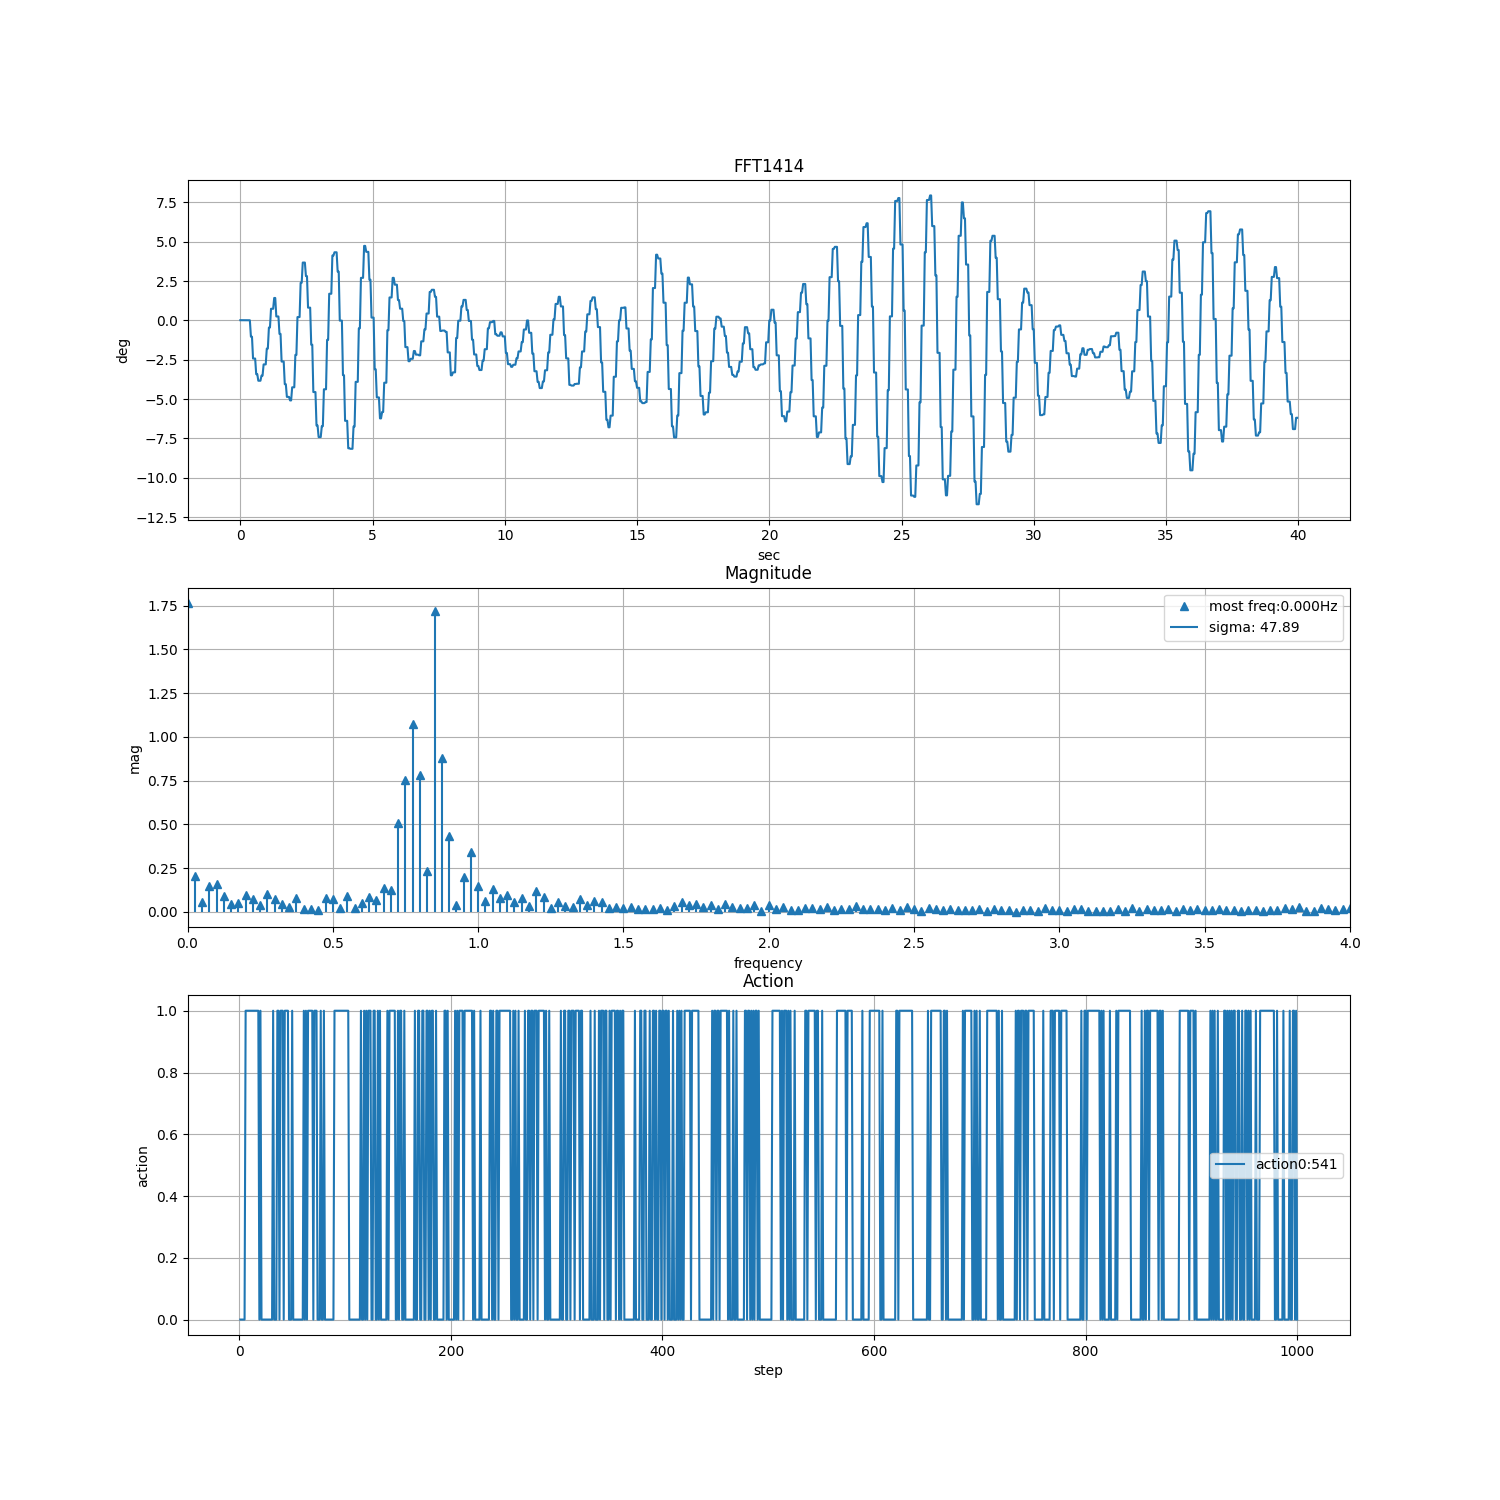 FFT1414
7.5
5.0
2.5
0.0
−2.5
−5.0
−7.5
−10.0
−12.5
deg
0 5 10 15 20 25 30 35 40
sec
Magnitude
1.75
1.50
1.25
1.00
0.75
0.50
0.25
0.00
mag
most freq:0.000Hz
sigma: 47.89
0.0 0.5 1.0 1.5 2.0 2.5 3.0 3.5 4.0
frequency
Action
1.0
0.8
0.6
0.4
0.2
0.0
action
action0:541
0 200 400 600 800 1000
step